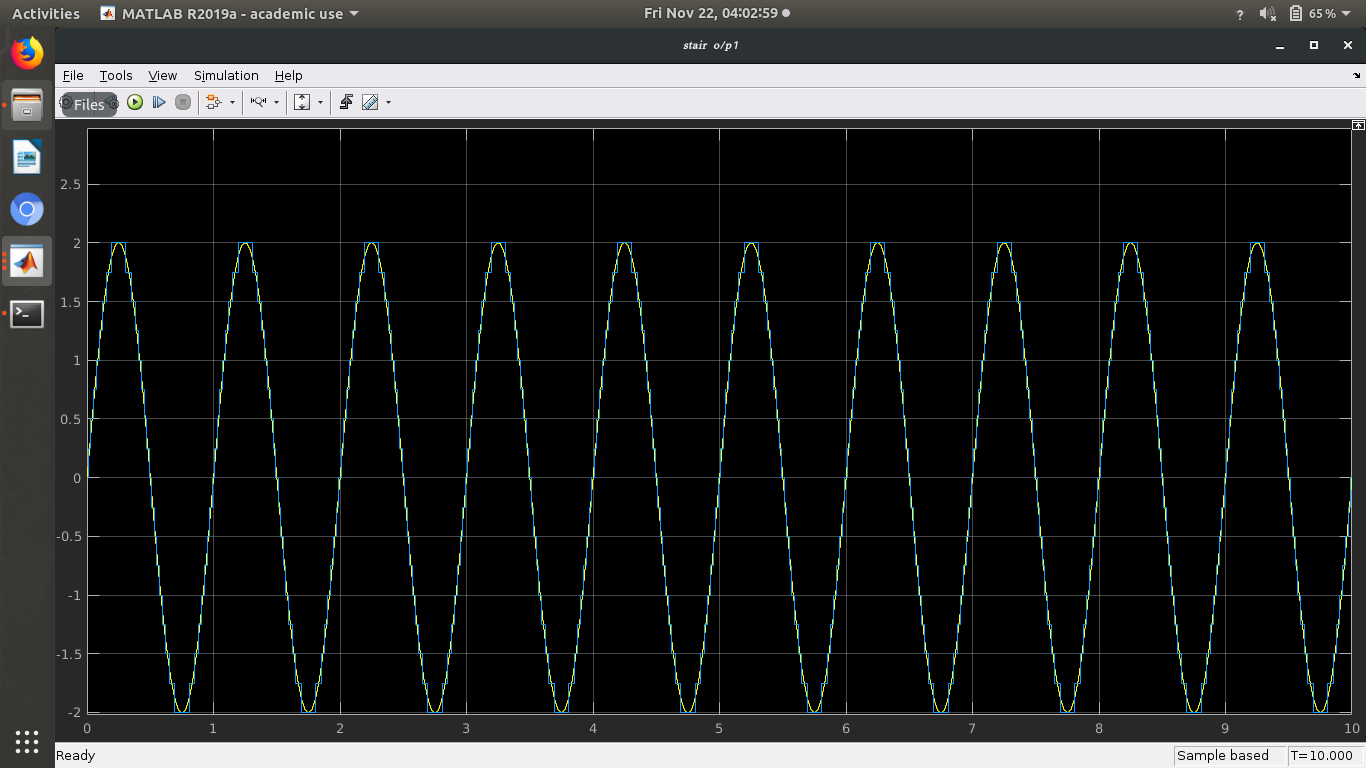 Activities MATLAB R2019a - academic use Fri Nov 22, 04:02:59 ? 65 %
stair o/p1
File Tools View Simulation Help
Files
2.5
2
1.5
1
0.5
0
-0.5
-1
-1.5
-2
0 1 2 3 4 5 6 7 8 9 10
Ready Sample based T=10.000